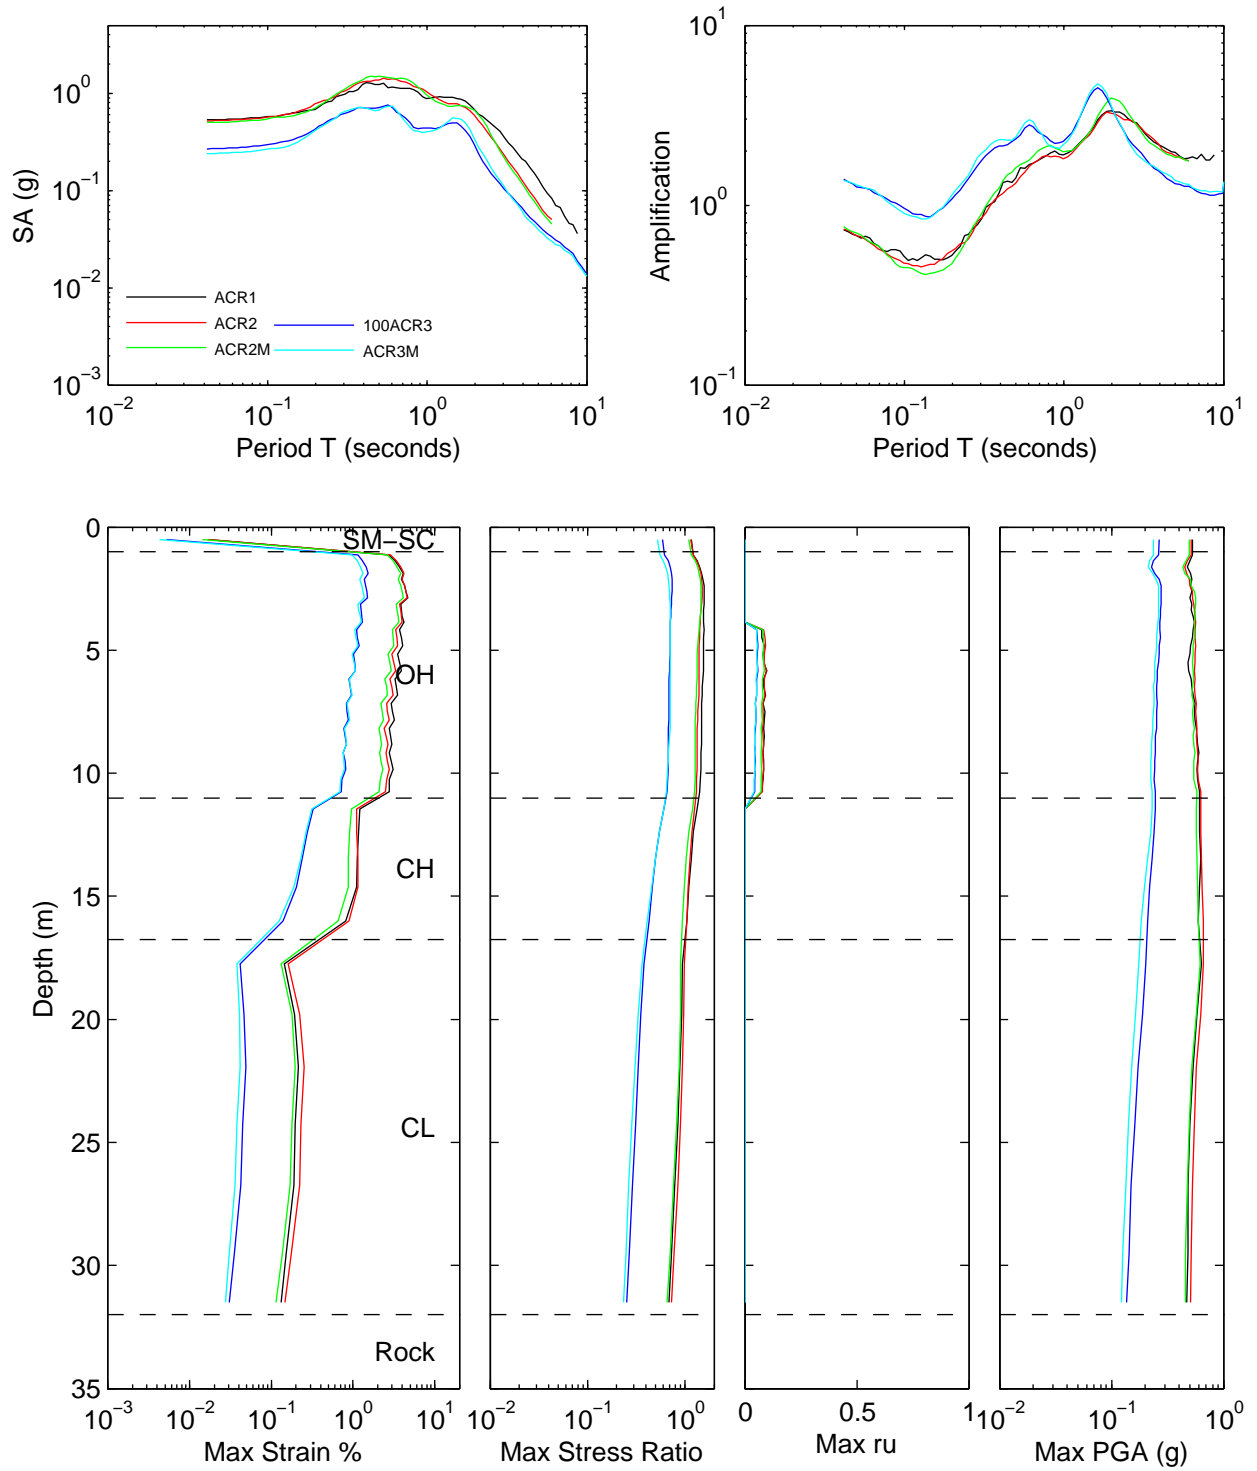 10^0
10^−1
10^−2
10^−3
SA (g)
10^−2
10^−1
10^0
10^1
Period T (seconds)
ACR1
ACR2
ACR2M
100ACR3
ACR3M
10^1
10^0
10^−1
Amplification
10^−2
10^−1
10^0
10^1
Period T (seconds)
0
5
10
15
20
25
30
35
Depth (m)
SM−SC
OH
CH
CL
Rock
10^−3
10^−2
10^−1
10^0
10^1
Max Strain %
10^−2
10^−1
10^0
Max Stress Ratio
0
0.5
1
Max ru
10^−2
10^−1
10^0
Max PGA (g)